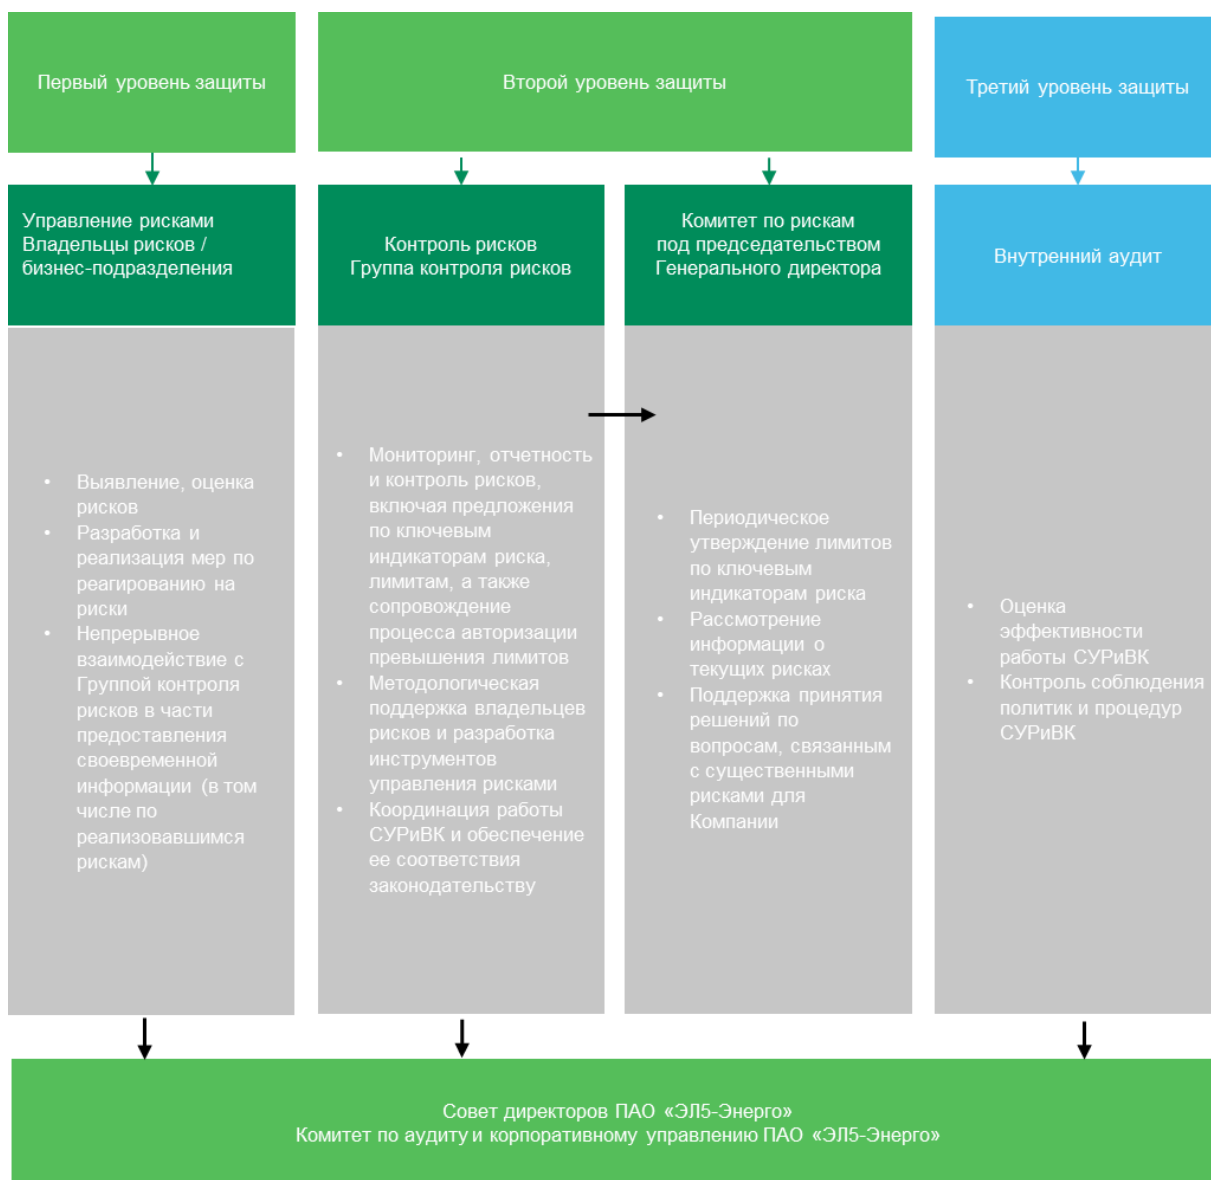 Первый уровень защиты
Второй уровень защиты
Третий уровень защиты
Управление рисками
Владельцы рисков /
бизнес-подразделения
Контроль рисков
Группа контроля рисков
Комитет по рискам
под председательством
Генерального директора
Внутренний аудит
• Выявление, оценка
рисков
• Разработка и
реализация мер по
реагированию на
риски
• Непрерывное
взаимодействие с
Группой контроля
рисков в части
предоставления
своевременной
информации (в том
числе по
реализовавшимся
рискам)
• Мониторинг, отчетность
и контроль рисков,
включая предложения
по ключевым
индикаторам риска,
лимитам, а также
сопровождение
процесса авторизации
превышения лимитов
• Методологическая
поддержка владельцев
рисков и разработка
инструментов
управления рисками
• Координация работы
СУРиВК и обеспечение
ее соответствия
законодательству
• Периодическое
утверждение лимитов
по ключевым
индикаторам риска
• Рассмотрение
информации о
текущих рисках
• Поддержка принятия
решений по
вопросам, связанным
с существенными
рисками для
Компании
• Оценка
эффективности
работы СУРиВК
• Контроль соблюдения
политик и процедур
СУРиВК
Совет директоров ПАО «ЭЛ5-Энерго»
Комитет по аудиту и корпоративному управлению ПАО «ЭЛ5-Энерго»